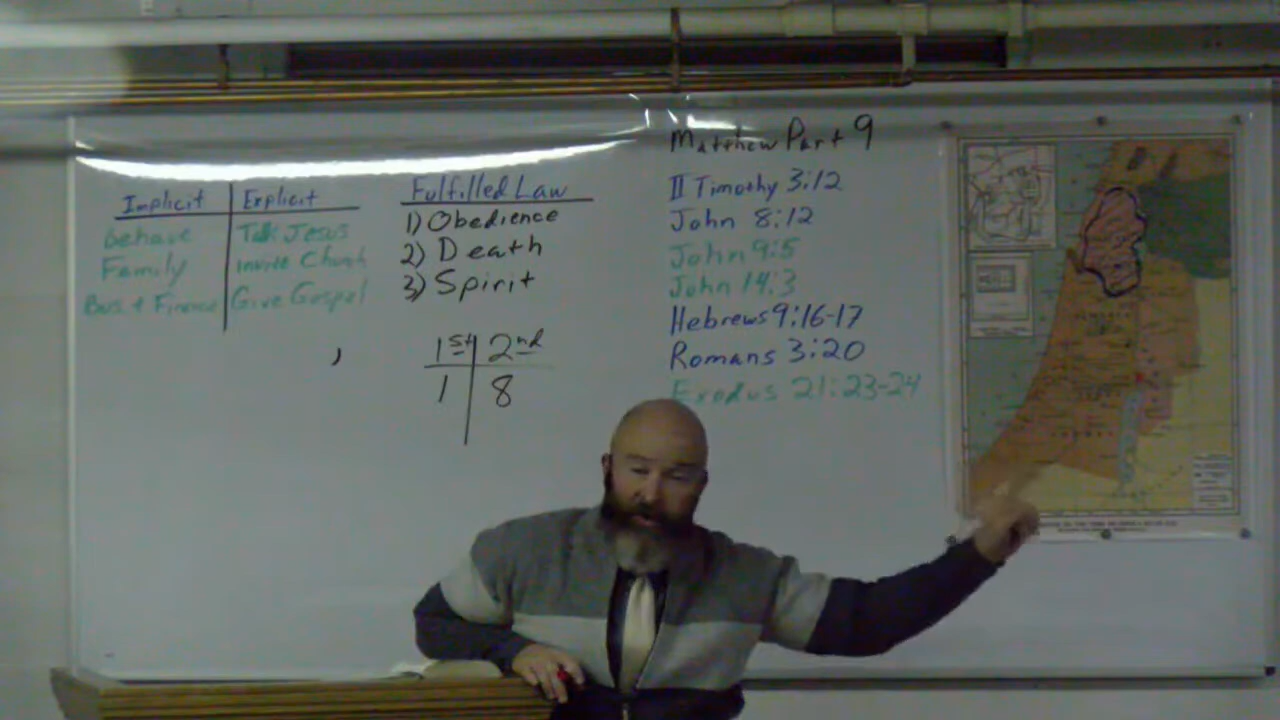 Implicit Explicit
Behave Talk Jesus
Family Invite Church
Bus. + Finance Give Gospel
Fulfilled Law
1) Obedience
2) Death
3) Spirit
1st 2nd
1 8
Matthew Part 9
II Timothy 3:12
John 8:12
John 9:5
John 14:3
Hebrews 9:16-17
Romans 3:20
Exodus 21:23-24